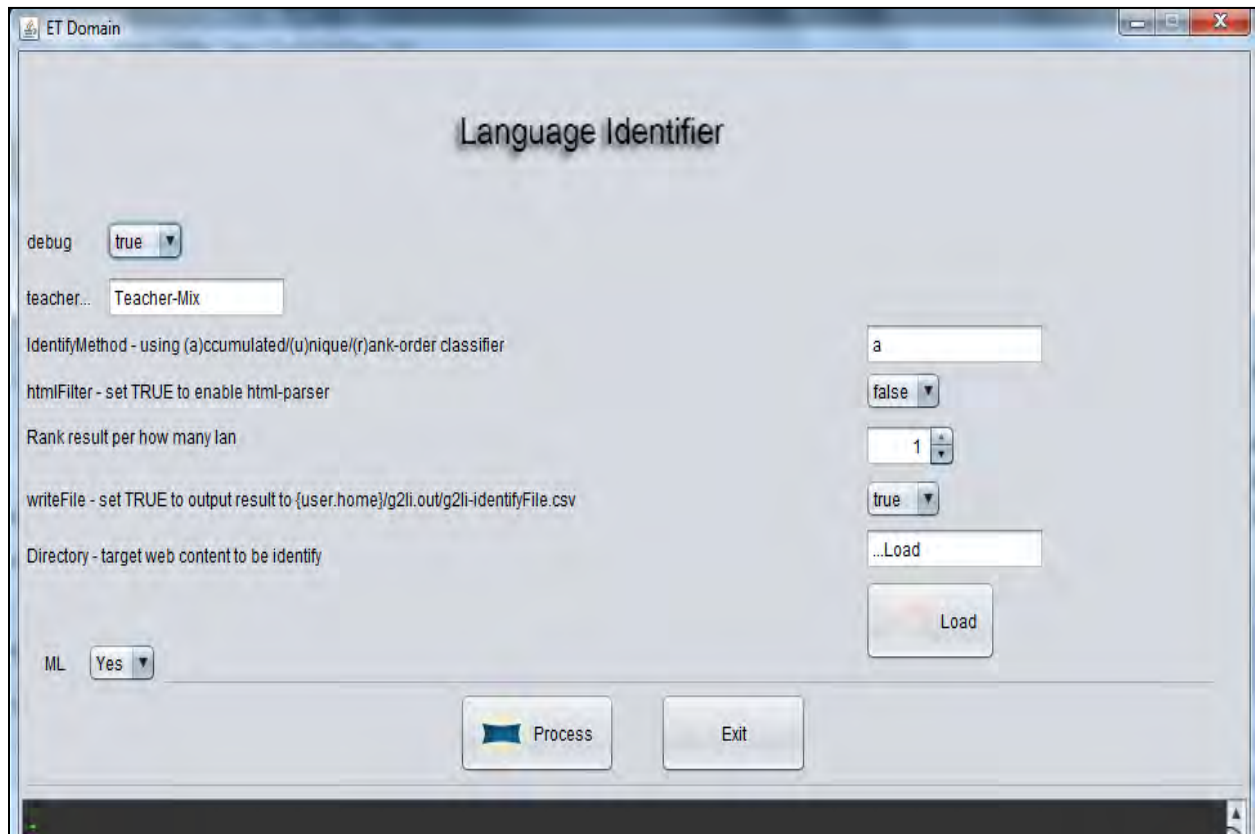 ET Domain
Language Identifier
debug true
teacher... Teacher-Mix
IdentifyMethod - using (a)ccumulated/(u)nique/(r)ank-order classifier a
htmlFilter - set TRUE to enable html-parser false
Rank result per how many lan 1
writeFile - set TRUE to output result to {user.home}/g2li.out/g2li-identifyFile.csv true
Directory - target web content to be identify ...Load
Load
ML Yes
Process Exit